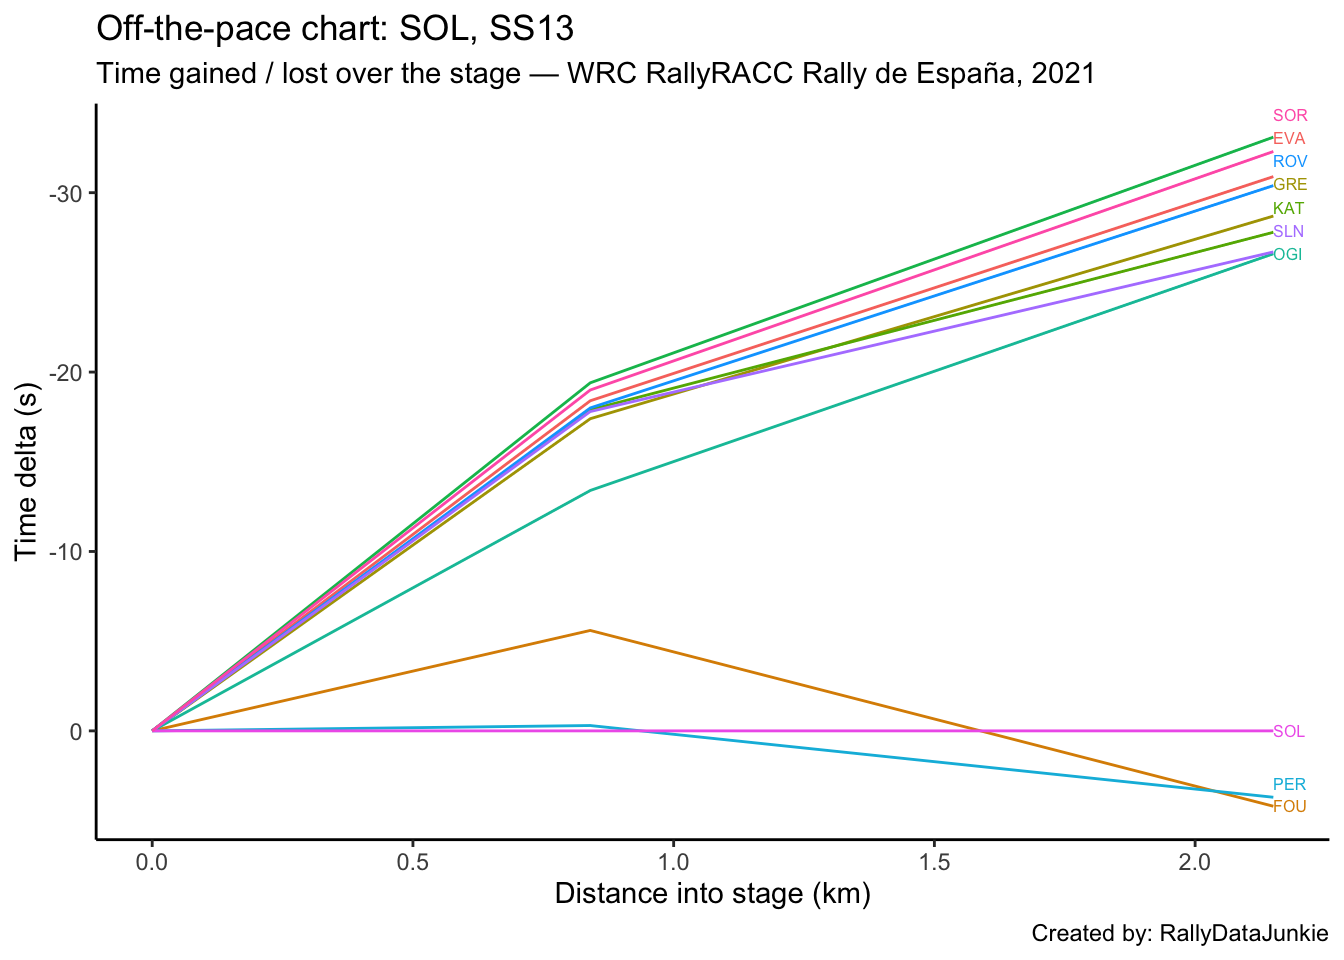 Off-the-pace chart: SOL, SS13
Time gained / lost over the stage — WRC RallyRACC Rally de España, 2021
Time delta (s)
-30
-20
-10
0
SOR
EVA
ROV
GRE
KAT
SLN
OGI
SOL
PER
FOU
0.0 0.5 1.0 1.5 2.0
Distance into stage (km)
Created by: RallyDataJunkie